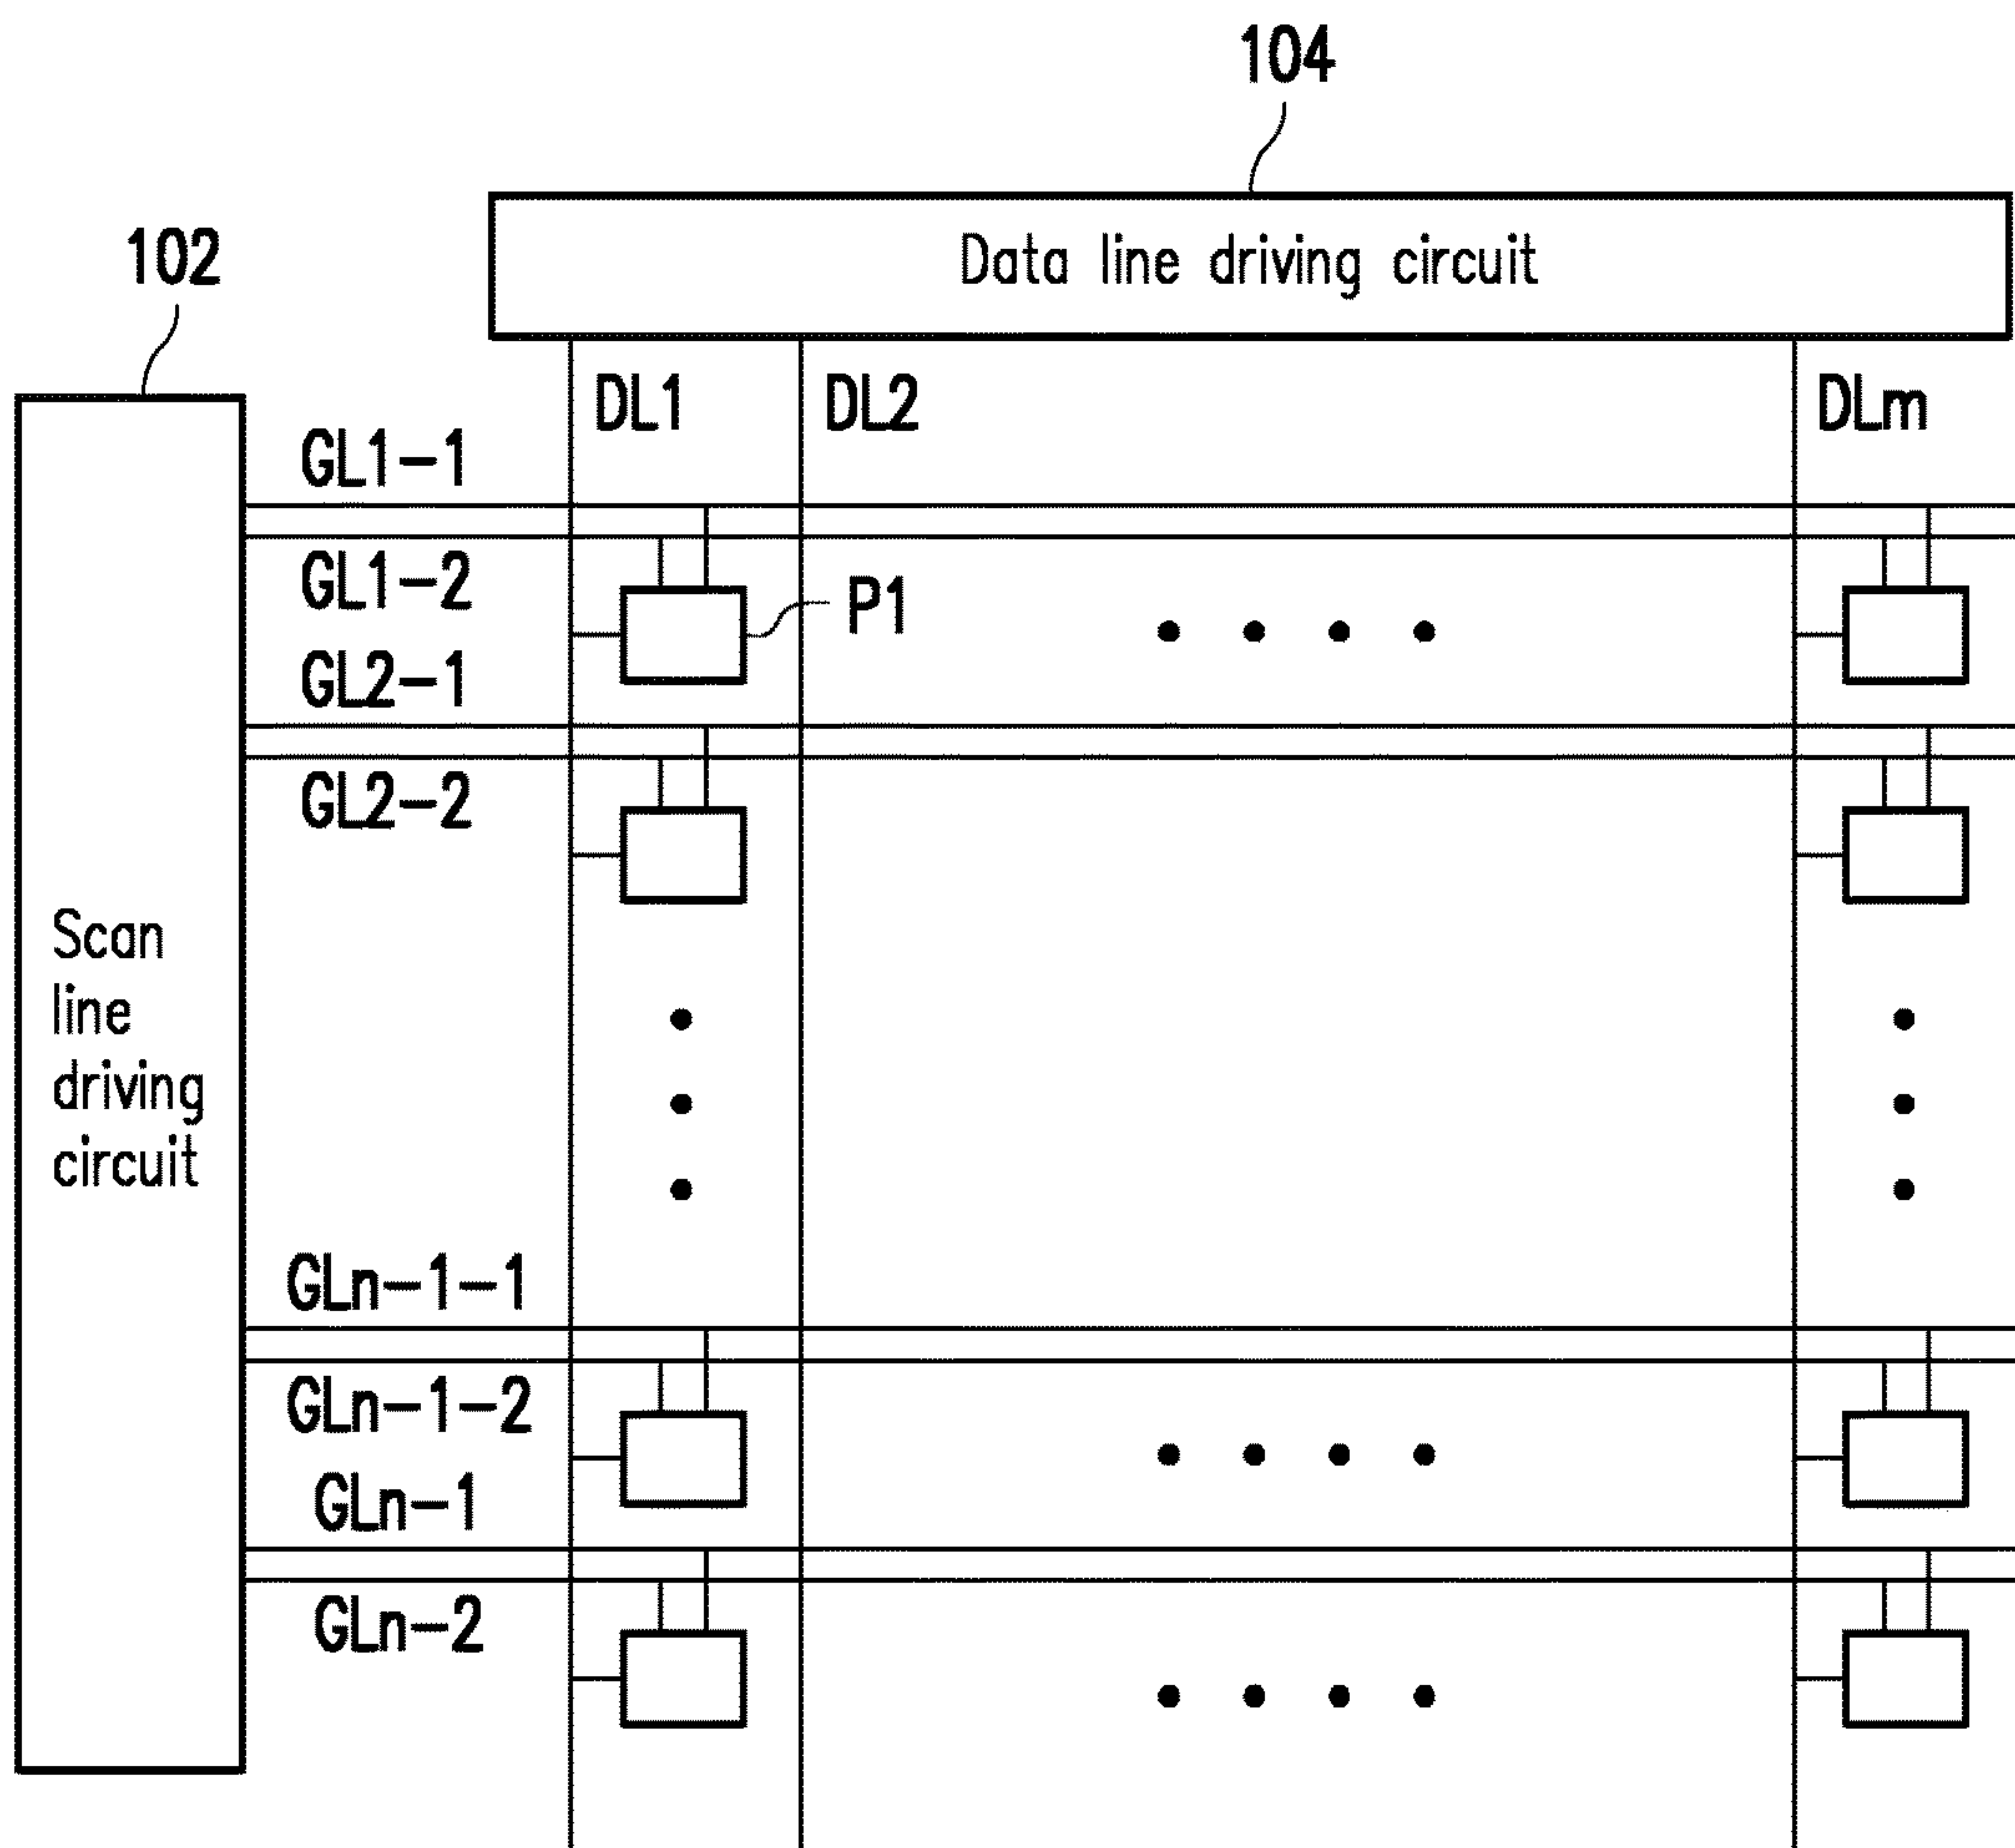 104
102
Data line driving circuit
DL1
DL2
DLm
GL1-1
GL1-2
P1
GL2-1
GL2-2
Scan
line
driving
circuit
GLn-1-1
GLn-1-2
GLn-1
GLn-2